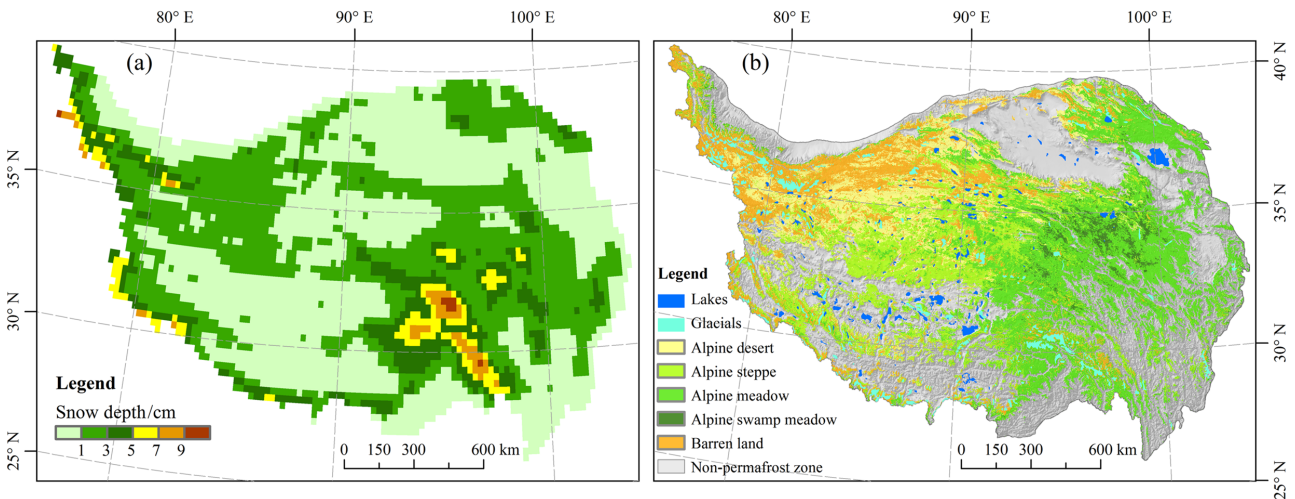 80° E
90° E
100° E
80° E
90° E
100° E
(a)
(b)
40° N
35° N
35° N
30° N
30° N
25° N
25° N
Legend
Snow depth/cm
1 3 5 7 9
0 150 300 600 km
Legend
Lakes
Glacials
Alpine desert
Alpine steppe
Alpine meadow
Alpine swamp meadow
Barren land
Non-permafrost zone
0 150 300 600 km